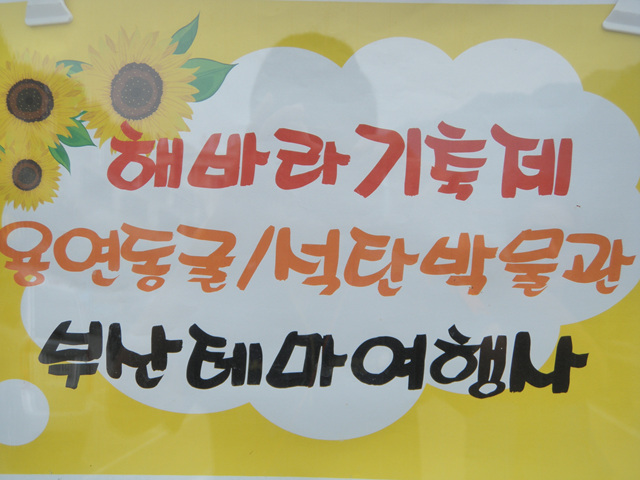 해바라기축제
용연동굴/석탄박물관
부산테마여행사